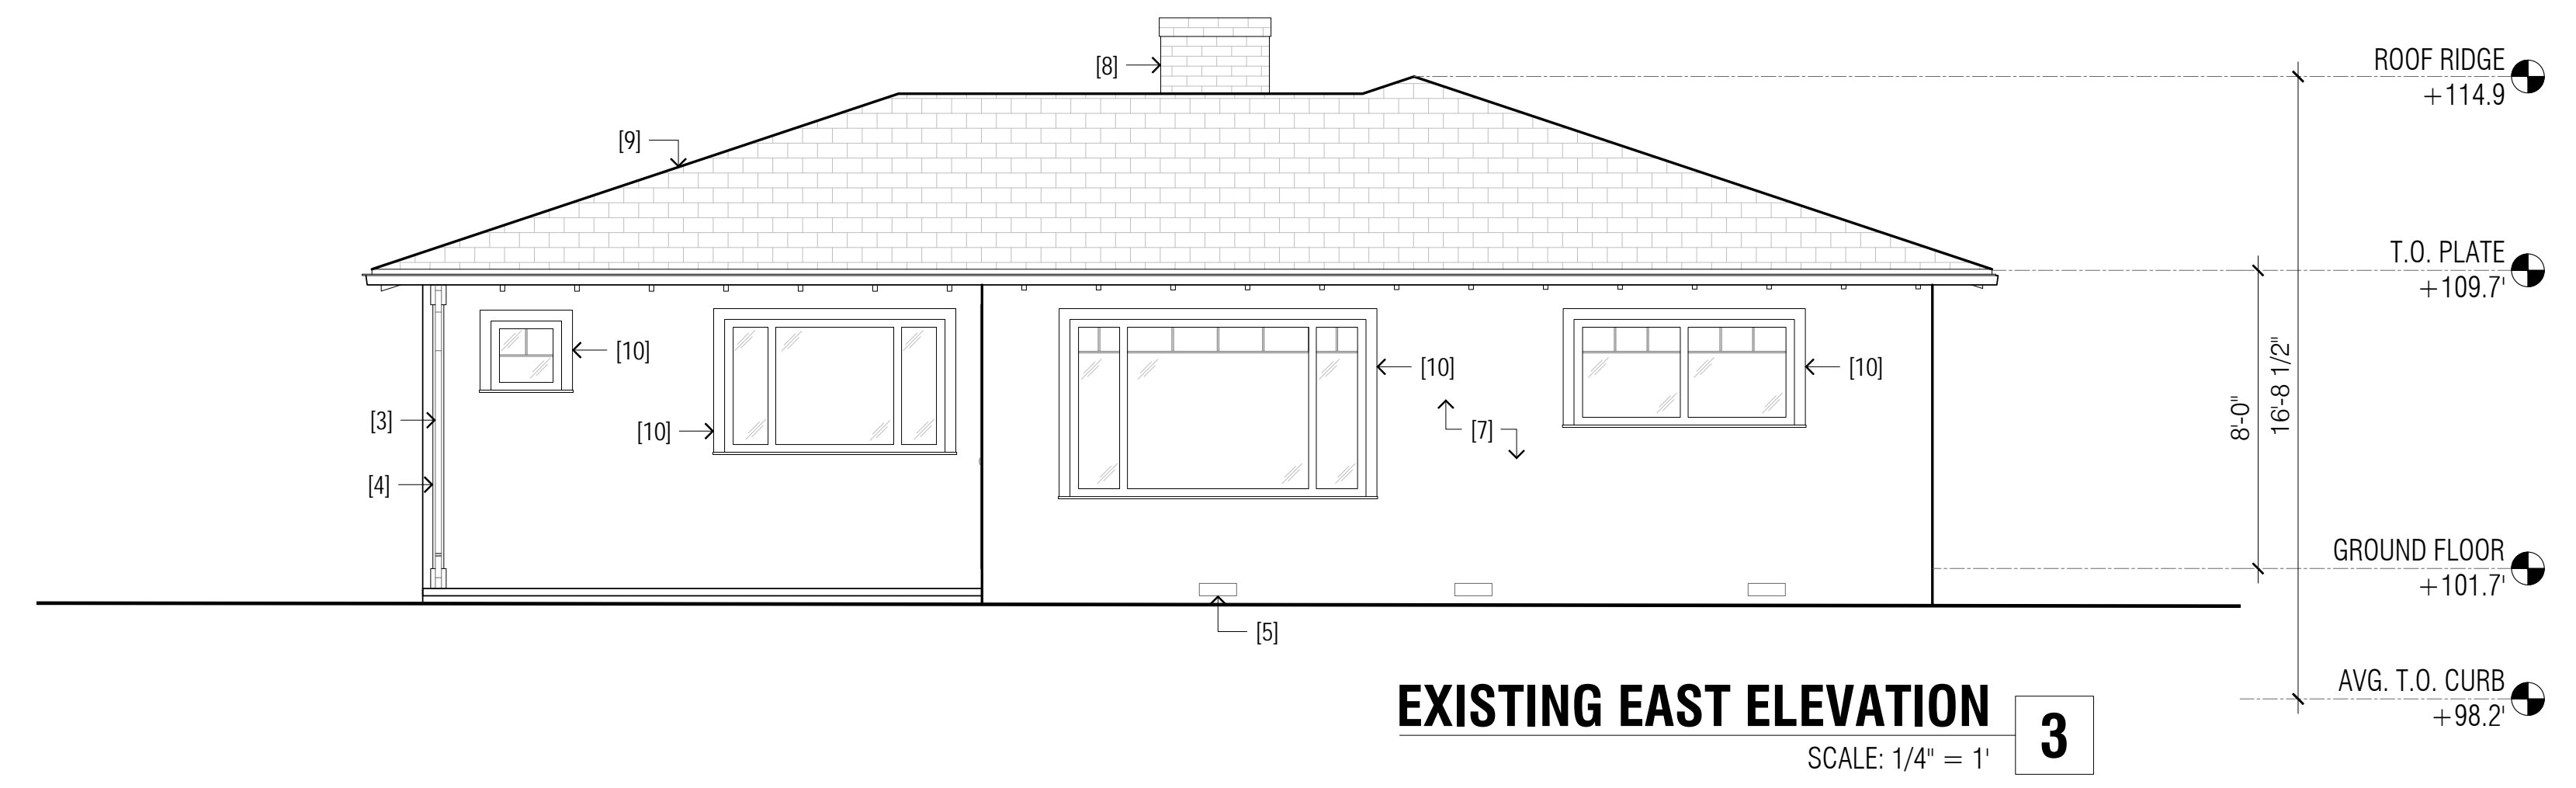 [8]
ROOF RIDGE
+114.9
[9]
T.O. PLATE
+109.7'
[10]
[10]
[10]
[3]
[10]
[7]
8'-0"
16'-8 1/2"
[4]
GROUND FLOOR
+101.7'
[5]
AVG. T.O. CURB
+98.2'
EXISTING EAST ELEVATION
3
SCALE: 1/4" = 1'